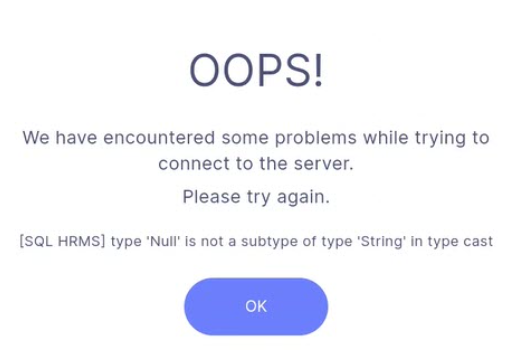 OOPS!
We have encountered some problems while trying to
connect to the server.
Please try again.
[SQL HRMS] type 'Null' is not a subtype of type 'String' in type cast
OK